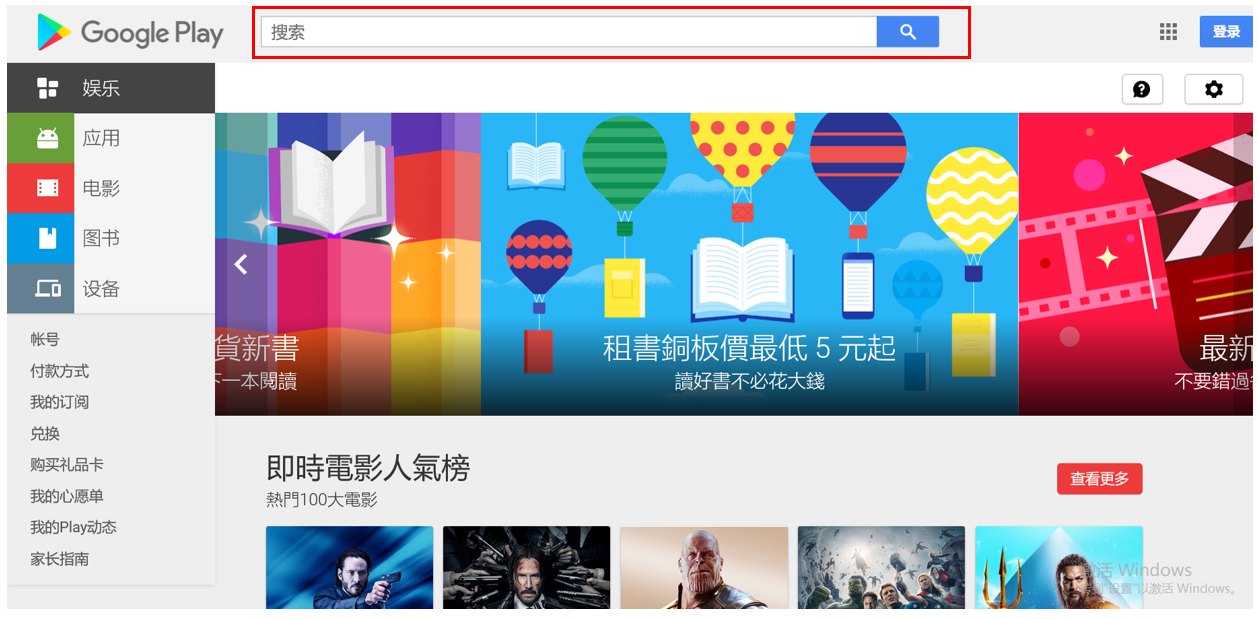 Google Play
搜索
登录
娱乐
应用
电影
图书
设备
帐号
付款方式
我的订阅
兑换
购买礼品卡
我的心愿单
我的Play动态
家长指南
貨新書
下一本閱讀
租書銅板價最低 5 元起
讀好書不必花大錢
最新
不要錯過
即時電影人氣榜
熱門100大電影
查看更多
激活 Windows
转到"设置"以激活 Windows。